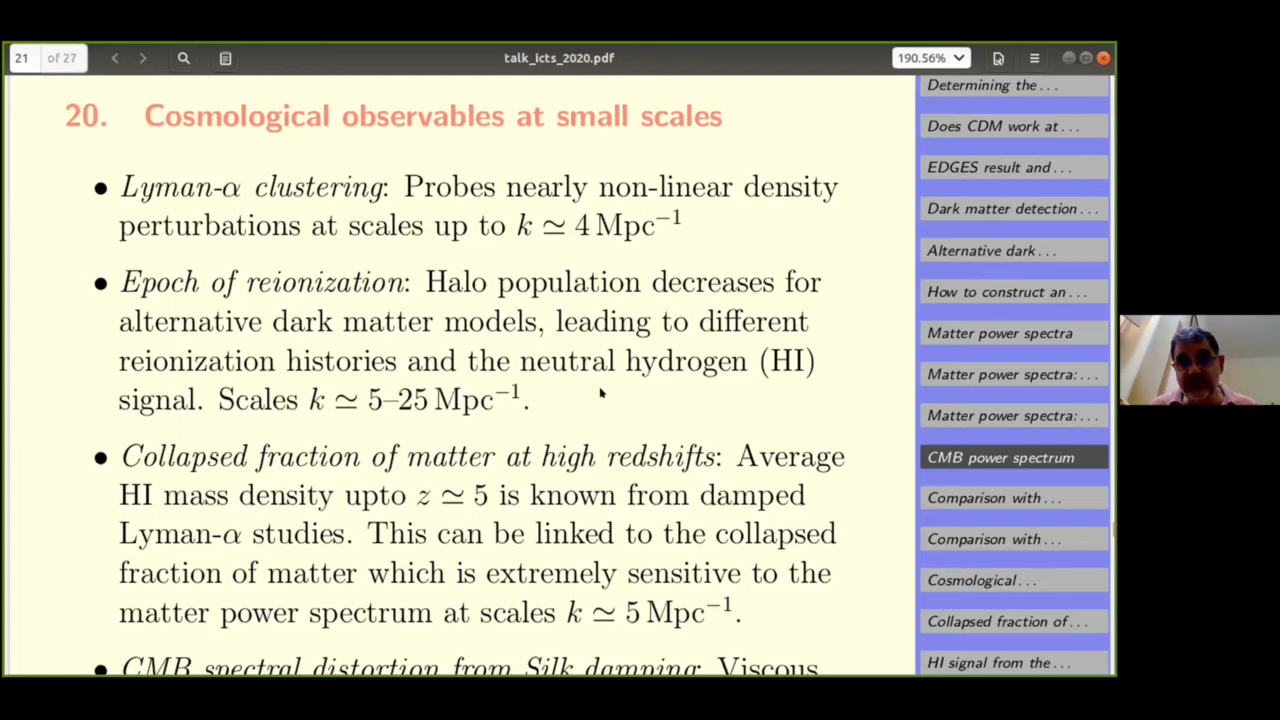 21 of 27
talk_icts_2020.pdf
190.56%
20. Cosmological observables at small scales
• Lyman-α clustering: Probes nearly non-linear density
perturbations at scales up to k ≃ 4 Mpc⁻¹
• Epoch of reionization: Halo population decreases for
alternative dark matter models, leading to different
reionization histories and the neutral hydrogen (HI)
signal. Scales k ≃ 5–25 Mpc⁻¹.
• Collapsed fraction of matter at high redshifts: Average
HI mass density upto z ≃ 5 is known from damped
Lyman-α studies. This can be linked to the collapsed
fraction of matter which is extremely sensitive to the
matter power spectrum at scales k ≃ 5 Mpc⁻¹.
• CMB spectral distortion from Silk damping: Viscous
Determining the . . .
Does CDM work at . . .
EDGES result and . . .
Dark matter detection . . .
Alternative dark . . .
How to construct an . . .
Matter power spectra
Matter power spectra: . . .
Matter power spectra: . . .
CMB power spectrum
Comparison with . . .
Comparison with . . .
Cosmological . . .
Collapsed fraction of . . .
HI signal from the . . .